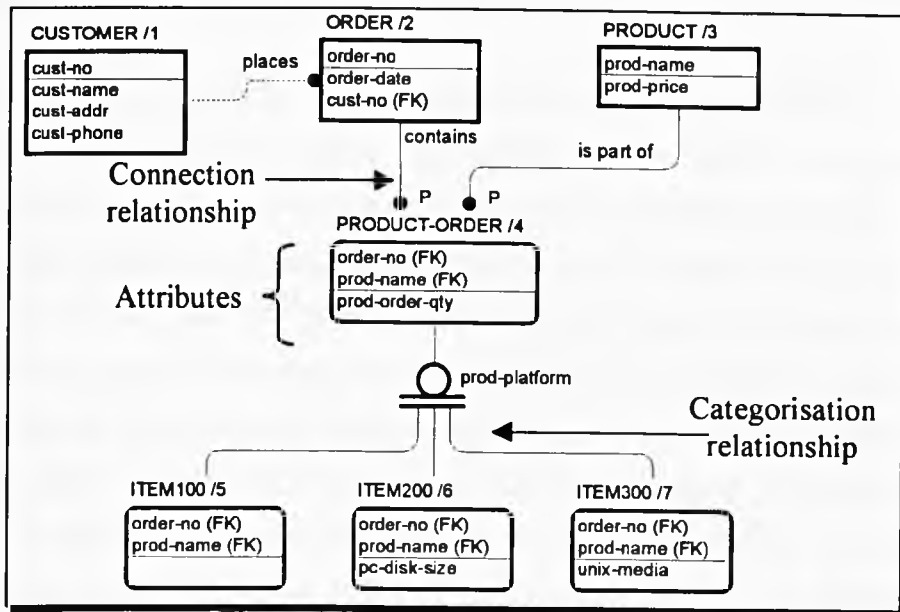 CUSTOMER /1
cust-no
cust-name
cust-addr
cust-phone
places
ORDER /2
order-no
order-date
cust-no (FK)
PRODUCT /3
prod-name
prod-price
contains
is part of
Connection
relationship
P
P
PRODUCT-ORDER /4
order-no (FK)
prod-name (FK)
prod-order-qty
Attributes
prod-platform
Categorisation
relationship
ITEM100 /5
order-no (FK)
prod-name (FK)
ITEM200 /6
order-no (FK)
prod-name (FK)
pc-disk-size
ITEM300 /7
order-no (FK)
prod-name (FK)
unix-media